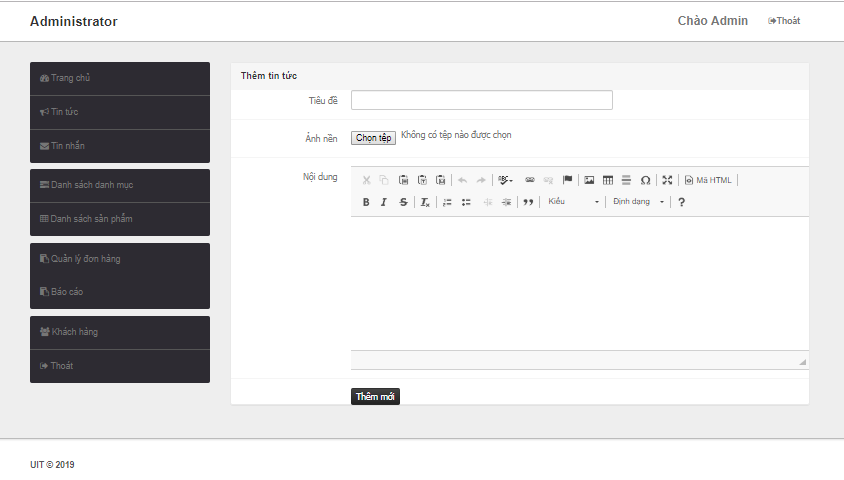 Administrator
Chào Admin
Thoát
Trang chủ
Tin tức
Tin nhắn
Danh sách danh mục
Danh sách sản phẩm
Quản lý đơn hàng
Báo cáo
Khách hàng
Thoát
Thêm tin tức
Tiêu đề
Ảnh nền
Chọn tệp Không có tệp nào được chọn
Nội dung
ABC
Ω
Mã HTML
B I S Tx
Kiểu
Định dạng
?
Thêm mới
UIT © 2019